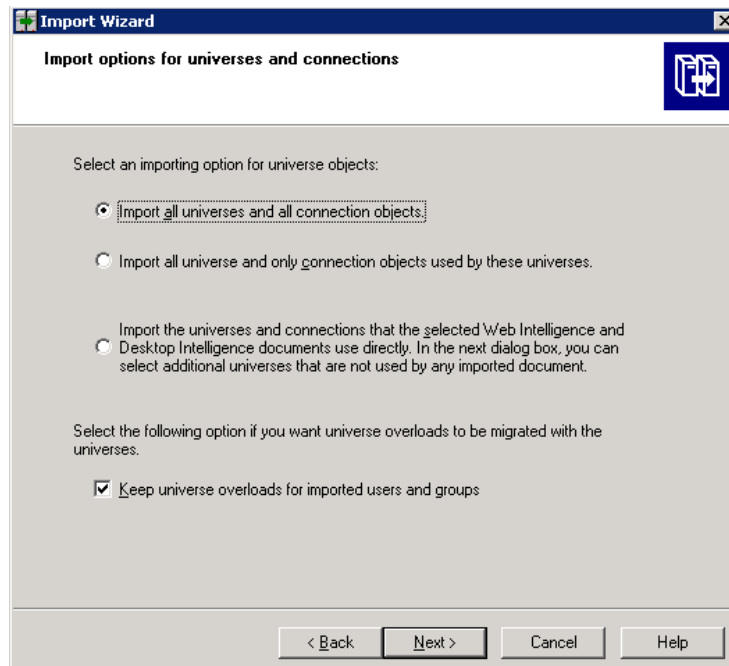 Import Wizard
Import options for universes and connections
Select an importing option for universe objects:
Import all universes and all connection objects.
Import all universe and only connection objects used by these universes.
Import the universes and connections that the selected Web Intelligence and
Desktop Intelligence documents use directly. In the next dialog box, you can
select additional universes that are not used by any imported document.
Select the following option if you want universe overloads to be migrated with the
universes.
Keep universe overloads for imported users and groups
< Back Next > Cancel Help